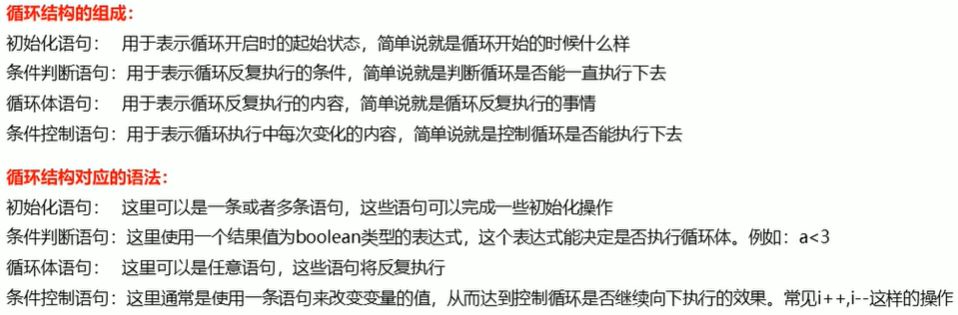 循环结构的组成：
初始化语句： 用于表示循环开启时的起始状态，简单说就是循环开始的时候什么样
条件判断语句：用于表示循环反复执行的条件，简单说就是判断循环是否能一直执行下去
循环体语句： 用于表示循环反复执行的内容，简单说就是循环反复执行的事情
条件控制语句：用于表示循环执行中每次变化的内容，简单说就是控制循环是否能执行下去
循环结构对应的语法：
初始化语句： 这里可以是一条或者多条语句，这些语句可以完成一些初始化操作
条件判断语句：这里使用一个结果值为boolean类型的表达式，这个表达式能决定是否执行循环体。例如：a<3
循环体语句： 这里可以是任意语句，这些语句将反复执行
条件控制语句：这里通常是使用一条语句来改变变量的值，从而达到控制循环是否继续向下执行的效果。常见i++,i--这样的操作